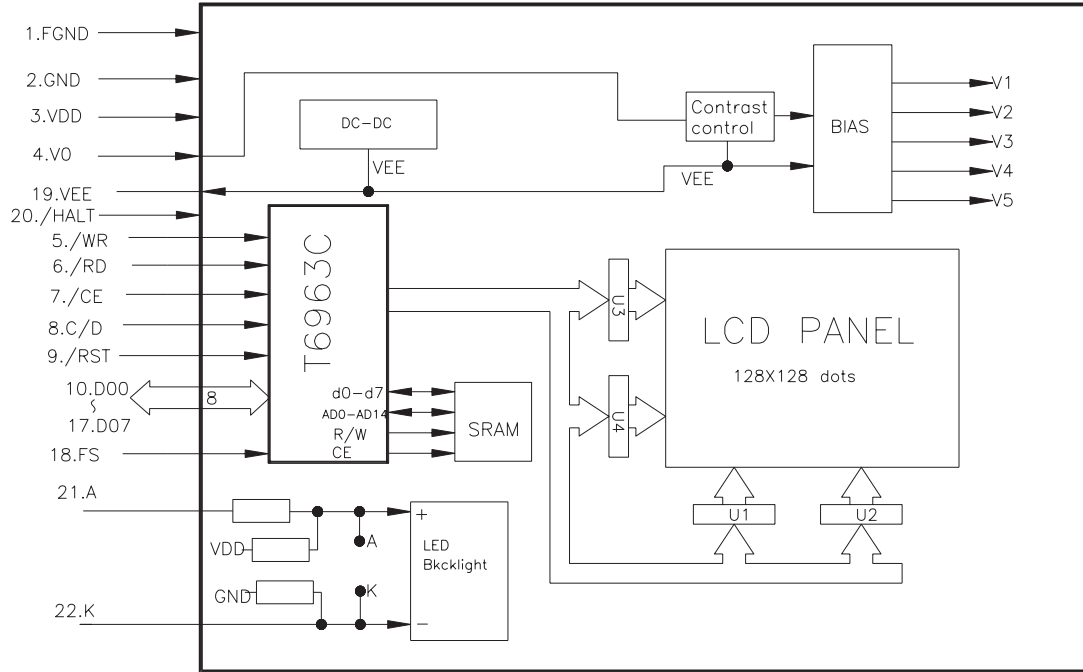 1.FGND
2.GND
3.VDD
4.V0
19.VEE
20./HALT
5./WR
6./RD
7./CE
8.C/D
9./RST
10.D00
~
17.D07
18.FS
21.A
22.K
DC-DC
VEE
Contrast
control
VEE
BIAS
V1
V2
V3
V4
V5
T6963C
8
d0-d7
AD0-AD14
R/W
CE
SRAM
U3
U4
LCD PANEL
128X128 dots
U1
U2
VDD
GND
A
K
+
LED
Bkcklight
-